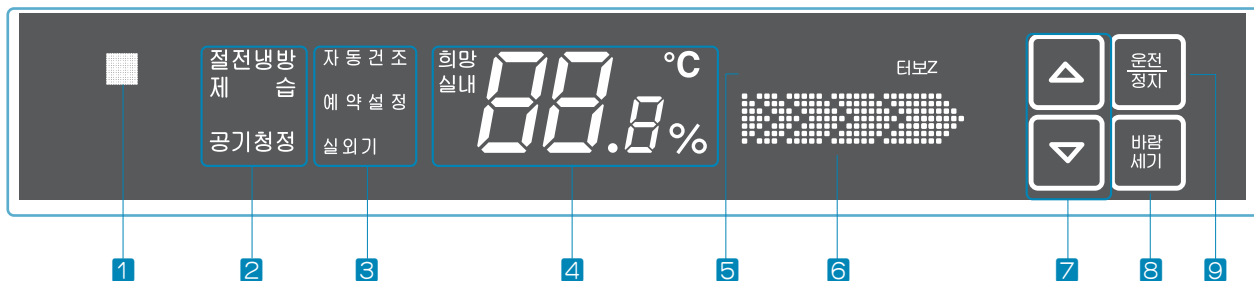 절전냉방
제 습
공기청정
자동건조
예약설정
실외기
희망
실내
88.8
°C
%
터보Z
운전
정지
바람
세기
1 2 3 4 5 6 7 8 9